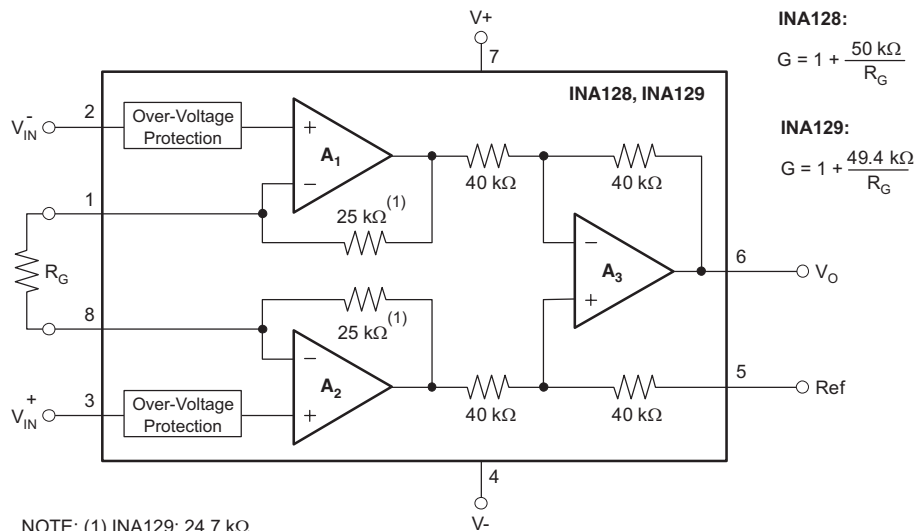 V+
7
INA128:
G = 1 + 50 kΩ / R_G
INA129:
G = 1 + 49.4 kΩ / R_G
INA128, INA129
V_IN^-
2
Over-Voltage
Protection
+
A_1
−
40 kΩ
40 kΩ
1
25 kΩ^(1)
R_G
−
A_3
+
6
V_O
8
25 kΩ^(1)
−
A_2
+
5
Ref
V_IN^+
3
Over-Voltage
Protection
40 kΩ
40 kΩ
4
V-
NOTE: (1) INA129: 24.7 kΩ